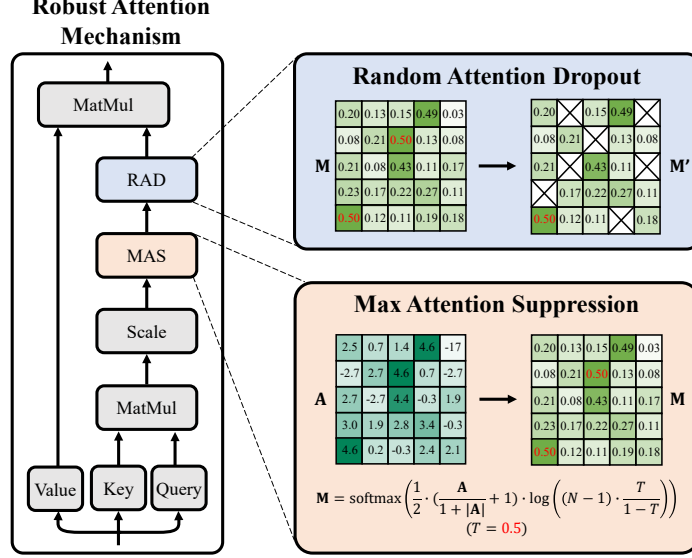 Robust Attention
Mechanism
MatMul
RAD
MAS
Scale
MatMul
Value Key Query
Random Attention Dropout
M
0.20 0.13 0.15 0.49 0.03
0.08 0.21 0.50 0.13 0.08
0.21 0.08 0.43 0.11 0.11
0.23 0.17 0.22 0.27 0.11
0.50 0.12 0.11 0.19 0.18
M'
0.20 0.15 0.49
0.08 0.21 0.13 0.08
0.21 0.43 0.11
0.17 0.22 0.27 0.11
0.50 0.12 0.11 0.18
Max Attention Suppression
A
2.5 0.7 1.4 4.6 -17
-2.7 2.7 4.6 0.7 -2.7
2.7 -2.7 4.4 -0.3 1.9
3.0 1.9 2.8 3.4 -0.3
4.6 0.2 -0.3 2.4 2.1
0.20 0.13 0.15 0.49 0.03
0.08 0.21 0.50 0.13 0.08
0.21 0.08 0.43 0.11 0.11
0.23 0.17 0.22 0.27 0.11
0.50 0.12 0.11 0.19 0.18
M
M = softmax (1/2 · (A/(1 + |A|) + 1) · log ((N − 1) · T/(1 − T)))
(T = 0.5)